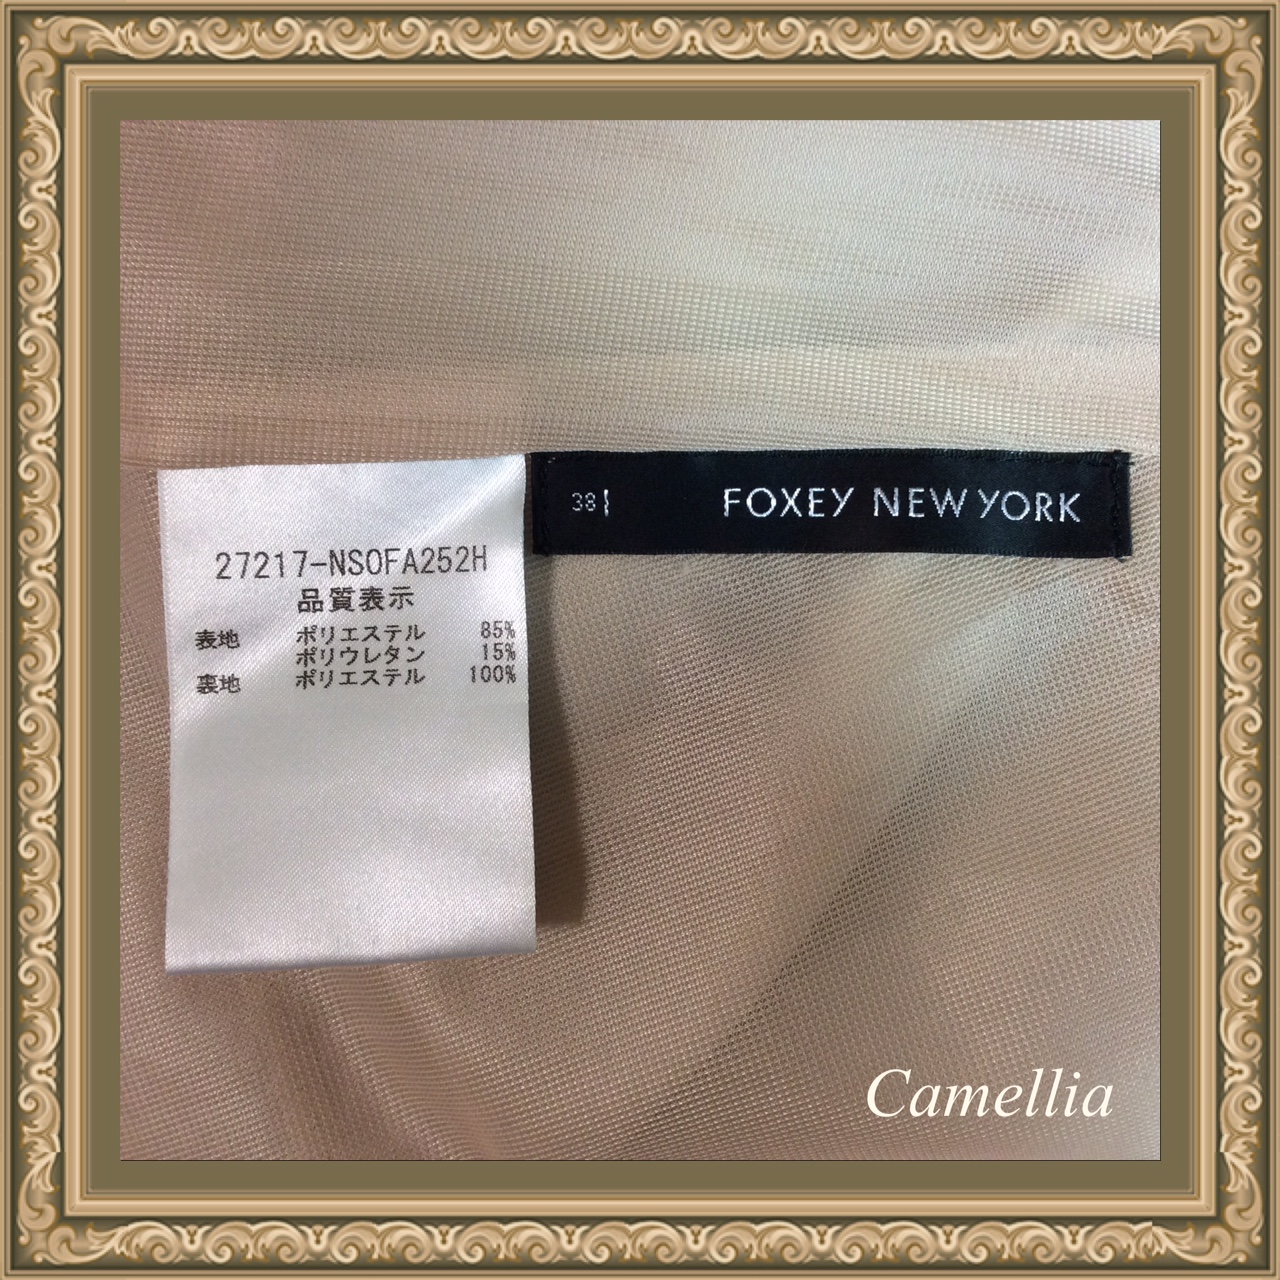 38
FOXEY NEW YORK
27217-NSOFA252H
品質表示
表地 ポリエステル 85%
ポリウレタン 15%
裏地 ポリエステル 100%
Camellia